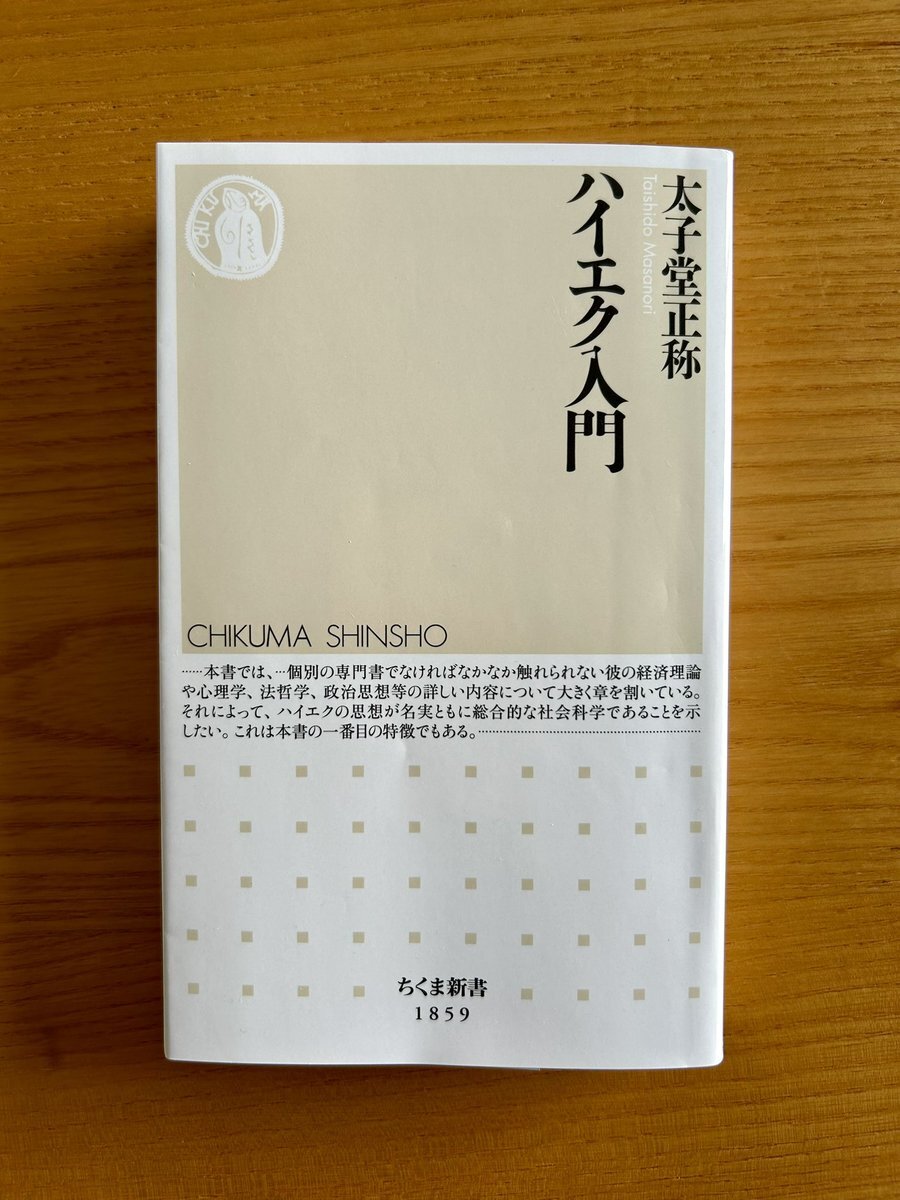 太子堂正称
Taishido Masanori
ハイエク入門
CHIKUMA
CHIKUMA SHINSHO
……本書では、…個別の専門書でなければなかなか触れられない彼の経済理論
や心理学、法哲学、政治思想等の詳しい内容について大きく章を割いている。
それによって、ハイエクの思想が名実ともに総合的な社会科学であることを示
したい。これは本書の一番目の特徴でもある。……………………………………
ちくま新書
1859